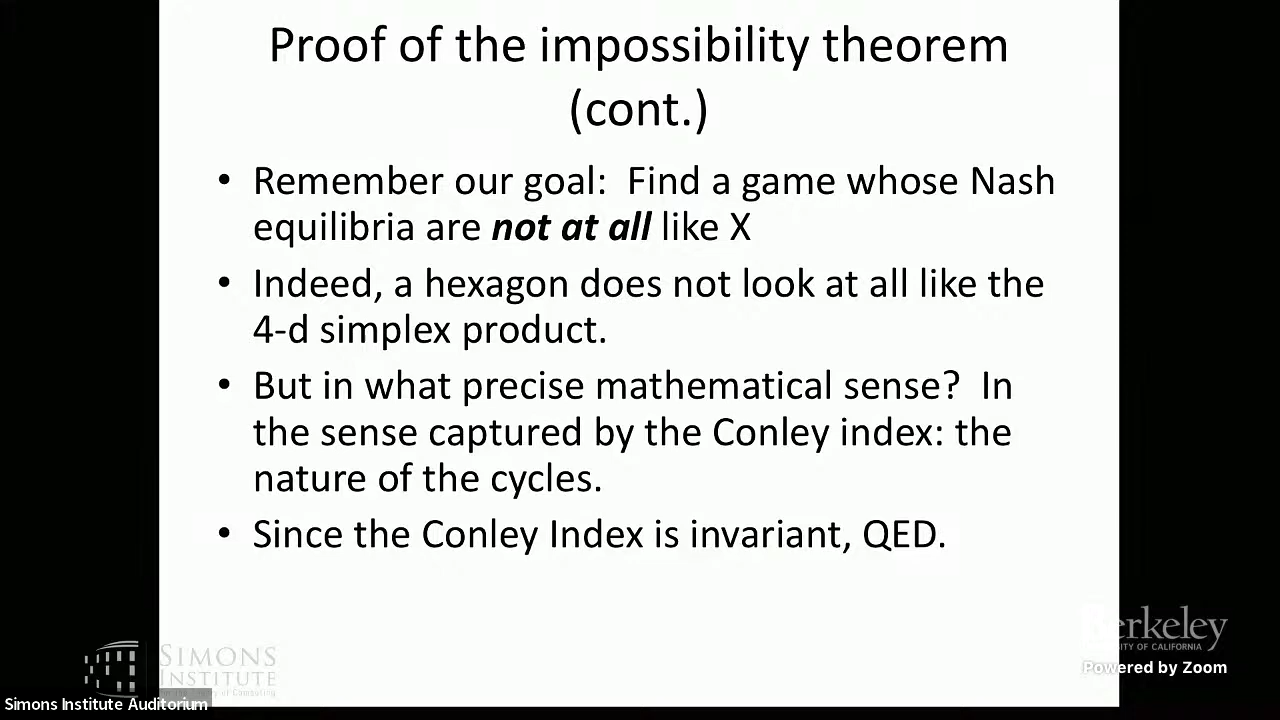 Proof of the impossibility theorem
(cont.)
• Remember our goal:  Find a game whose Nash
equilibria are not at all like X
• Indeed, a hexagon does not look at all like the
4-d simplex product.
• But in what precise mathematical sense?  In
the sense captured by the Conley index: the
nature of the cycles.
• Since the Conley Index is invariant, QED.
SIMONS
INSTITUTE
Berkeley
OF CALIFORNIA
Powered by Zoom
Simons Institute Auditorium